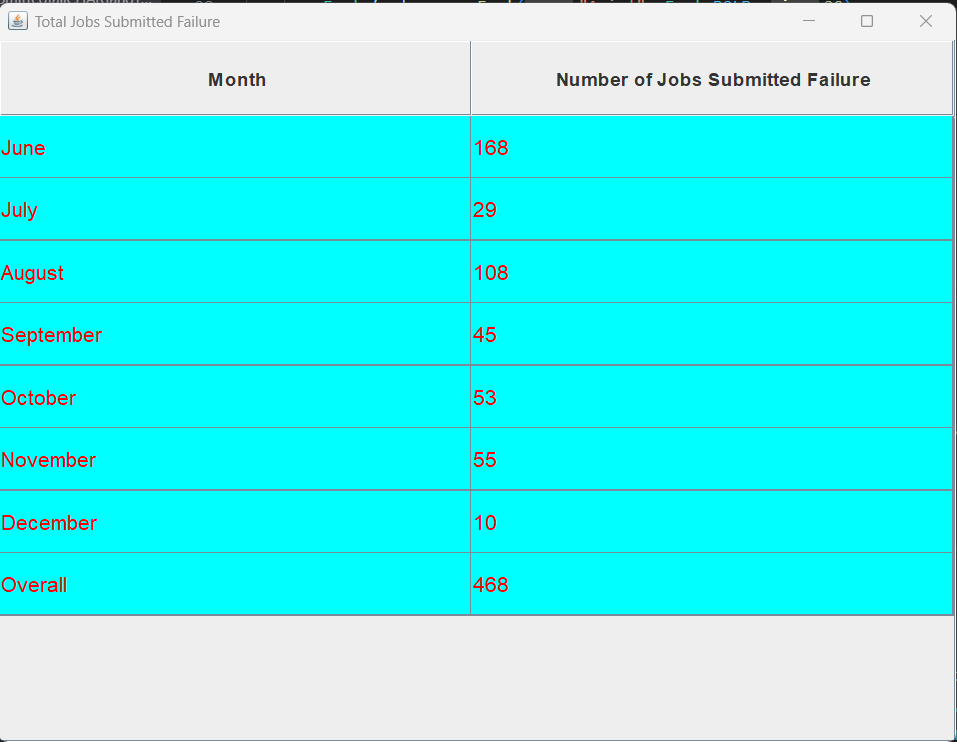 Total Jobs Submitted Failure
Month Number of Jobs Submitted Failure
June 168
July 29
August 108
September 45
October 53
November 55
December 10
Overall 468